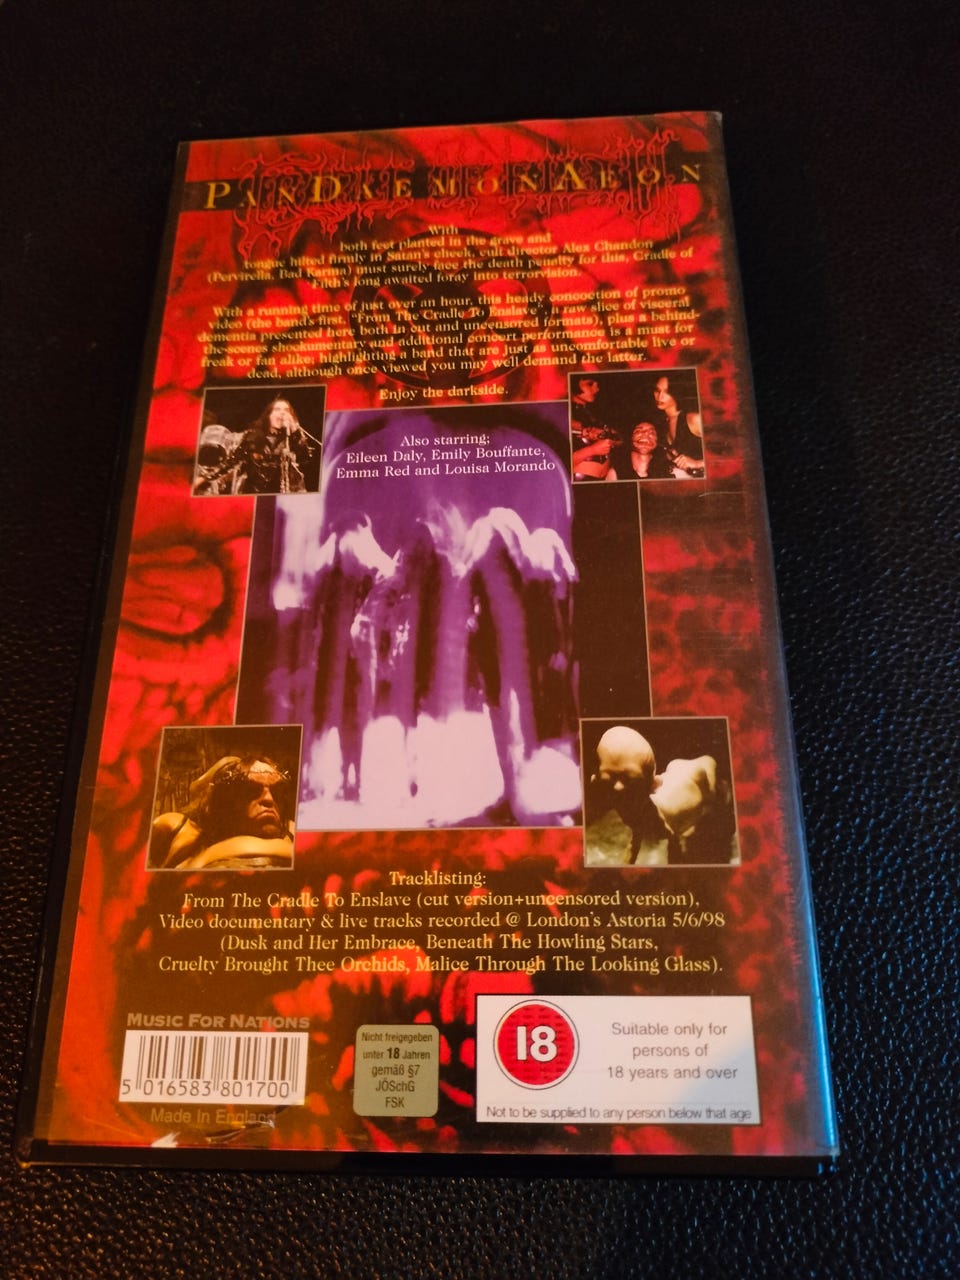 PanDaemonAeon
With
both feet planted in the grave and
tongue hilted firmly in Satan's cheek, cult director Alex Chandon
(Pervirella, Bad Karma) must surely face the death penalty for this, Cradle of
Filth's long awaited foray into terrorvision.
With a running time of just over an hour, this heady concoction of promo
video (the band's first, "From The Cradle To Enslave", a raw slice of visceral
dementia presented here both in cut and uncensored formats), plus a behind-
the-scenes shockumentary and additional concert performance is a must for
freak or fan alike; highlighting a band that are just as uncomfortable live or
dead, although once viewed you may well demand the latter.
Enjoy the darkside.
Also starring;
Eileen Daly, Emily Bouffante,
Emma Red and Louisa Morando
Tracklisting:
From The Cradle To Enslave (cut version+uncensored version),
Video documentary & live tracks recorded @ London's Astoria 5/6/98
(Dusk and Her Embrace, Beneath The Howling Stars,
Cruelty Brought Thee Orchids, Malice Through The Looking Glass).
Music For Nations
5 016583 801700
Made In England
Nicht freigegeben
unter 18 Jahren
gemäß §7
JÖSchG
FSK
18
Suitable only for
persons of
18 years and over
Not to be supplied to any person below that age